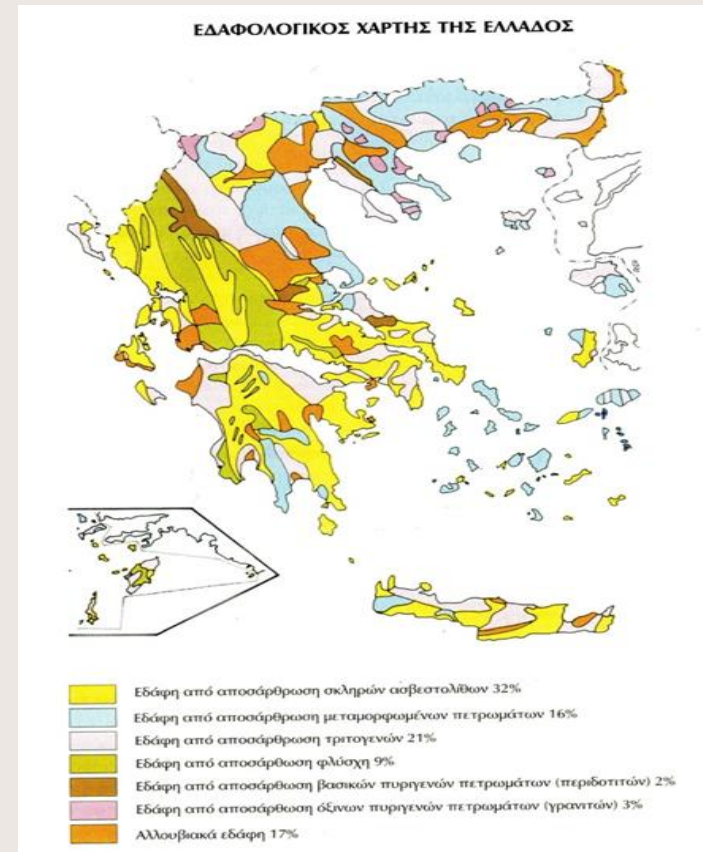 ΕΔΑΦΟΛΟΓΙΚΟΣ ΧΑΡΤΗΣ ΤΗΣ ΕΛΛΑΔΟΣ
Εδάφη από αποσάρθρωση σκληρών ασβεστολίθων 32%
Εδάφη από αποσάρθρωση μεταμορφωμένων πετρωμάτων 16%
Εδάφη από αποσάρθρωση τριτογενών 21%
Εδάφη από αποσάρθωση φλύσχη 9%
Εδάφη από αποσάρθωση βασικών πυριγενών πετρωμάτων (περιδοτιτών) 2%
Εδάφη από αποσάρθρωση όξινων πυριγενών πετρωμάτων (γρανιτών) 3%
Αλλουβιακά εδάφη 17%